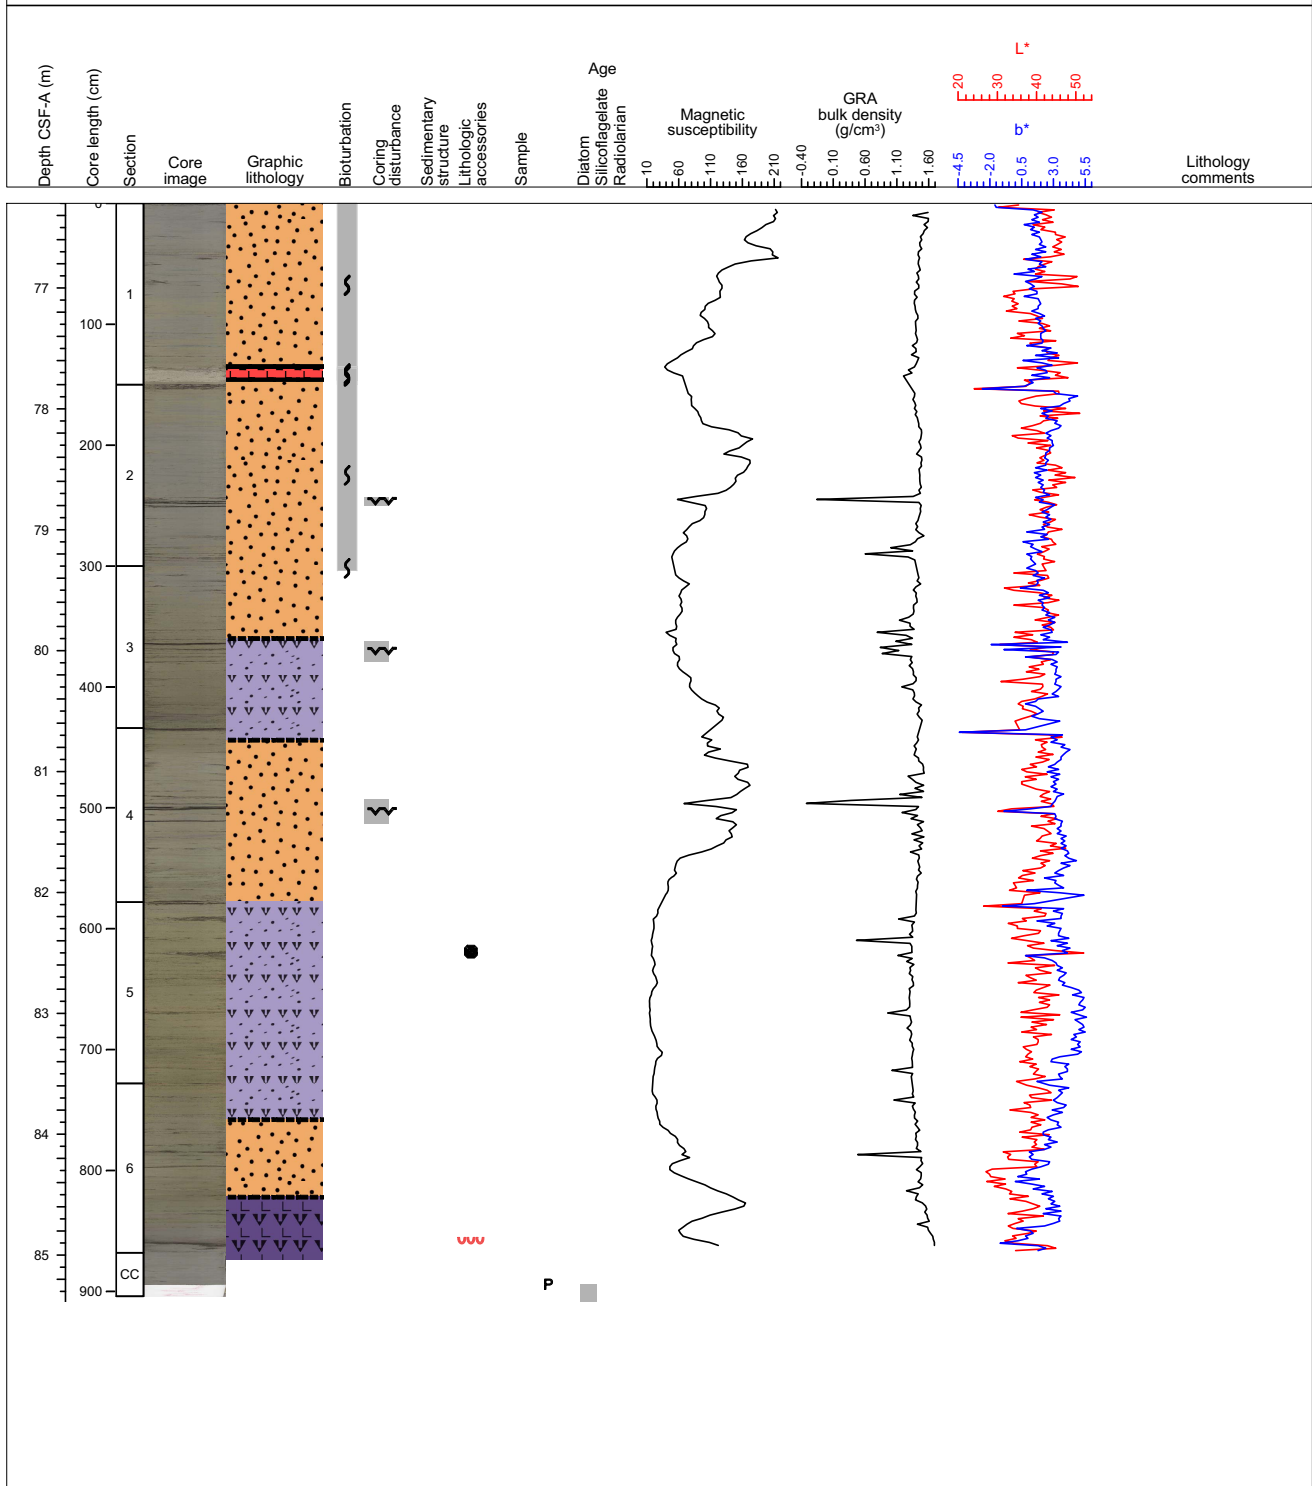 Depth CSF-A (m)
Core length (cm)
Section
Core
image
Graphic
lithology
Bioturbation
Coring
disturbance
Sedimentary
structure
Lithologic
accessories
Sample
Age
Diatom
Silicoflagelate
Radiolarian
Magnetic
susceptibility
10 60 110 160 210
GRA
bulk density
(g/cm³)
-0.40 0.10 0.60 1.10 1.60
L*
20 30 40 50
b*
-4.5 -2.0 0.5 3.0 5.5
Lithology
comments
0
77
1
100
78
200
2
79
300
3
80
400
81
500
4
82
600
5
83
700
84
800
6
85
CC
900
P